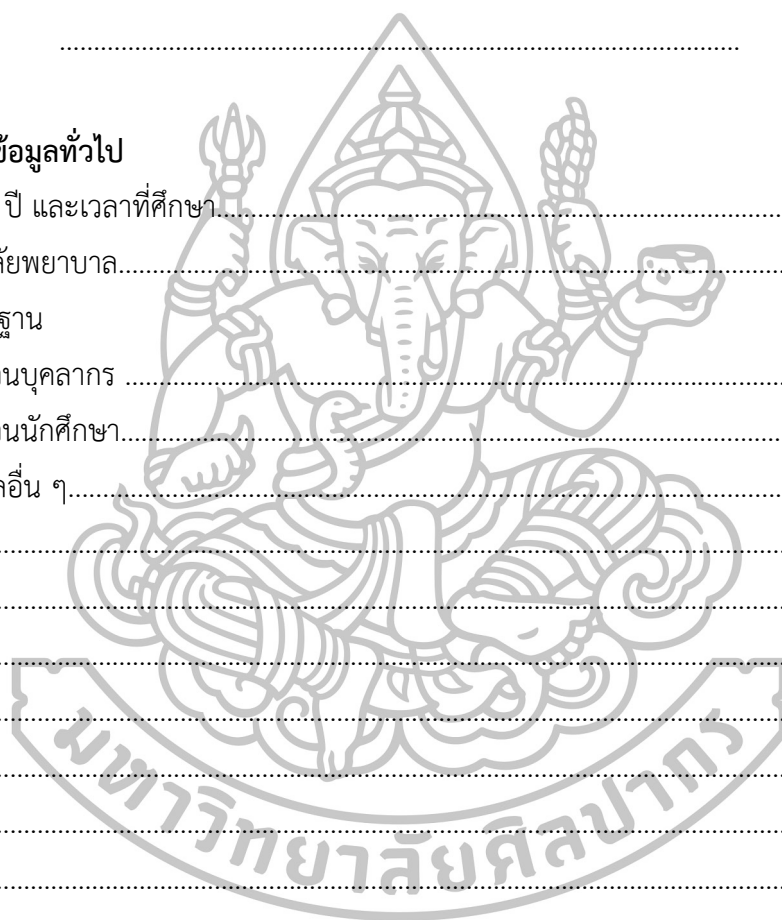 ........................................................................................................
ข้อมูลทั่วไป
ปี และเวลาที่ศึกษา........................................................................................
ลัยพยาบาล........................................................................................................
ฐาน
นบุคลากร ........................................................................................................
นนักศึกษา........................................................................................................
ลอื่น ๆ........................................................................................................
........................................................................................................
........................................................................................................
........................................................................................................
........................................................................................................
........................................................................................................
........................................................................................................
........................................................................................................
มหาวิทยาลัยศิลปากร